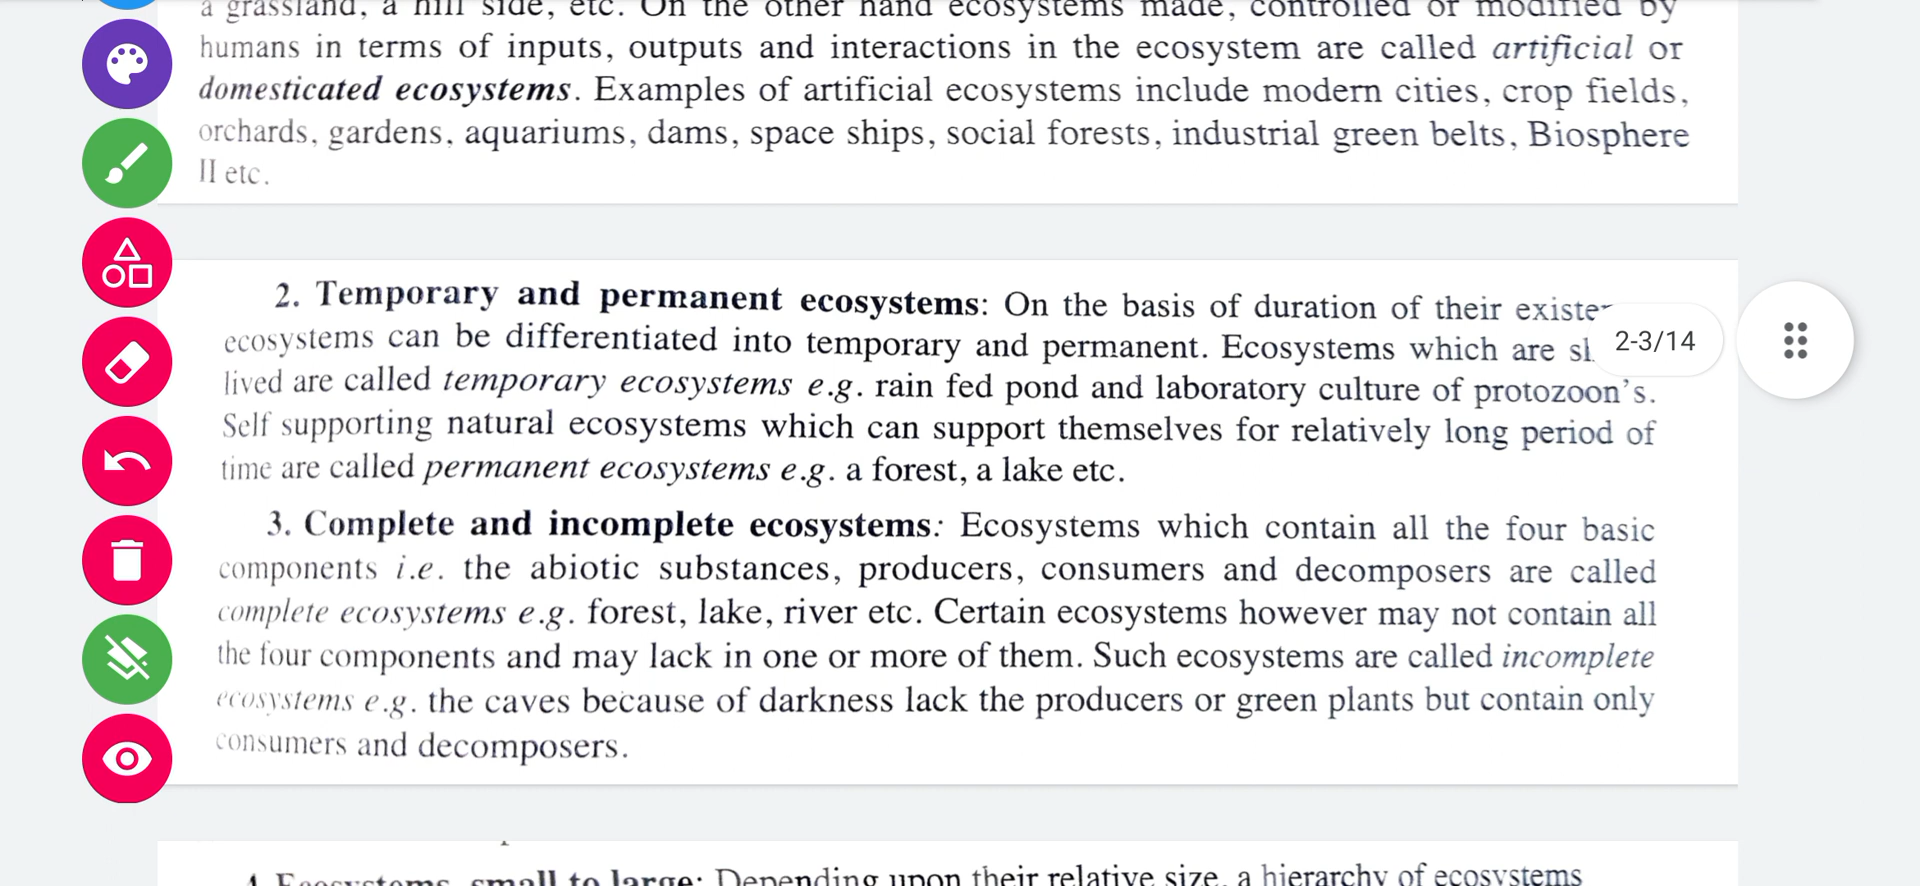 a grassland, a hill side, etc. On the other hand ecosystems made, controlled or modified by
humans in terms of inputs, outputs and interactions in the ecosystem are called artificial or
domesticated ecosystems. Examples of artificial ecosystems include modern cities, crop fields,
orchards, gardens, aquariums, dams, space ships, social forests, industrial green belts, Biosphere
II etc.
2. Temporary and permanent ecosystems: On the basis of duration of their
ecosystems can be differentiated into temporary and permanent. Ecosystems which are
2-3/14
lived are called temporary ecosystems e.g. rain fed pond and laboratory culture of protozoon's.
Self supporting natural ecosystems which can support themselves for relatively long period of
time are called permanent ecosystems e.g. a forest, a lake etc.
3. Complete and incomplete ecosystems: Ecosystems which contain all the four basic
components i.e. the abiotic substances, producers, consumers and decomposers are called
complete ecosystems e.g. forest, lake, river etc. Certain ecosystems however may not contain all
the four components and may lack in one or more of them. Such ecosystems are called incomplete
ecosystems e.g. the caves because of darkness lack the producers or green plants but contain only
consumers and decomposers.
4. Ecosystems, small to large: Depending upon their relative size, a hierarchy of ecosystems